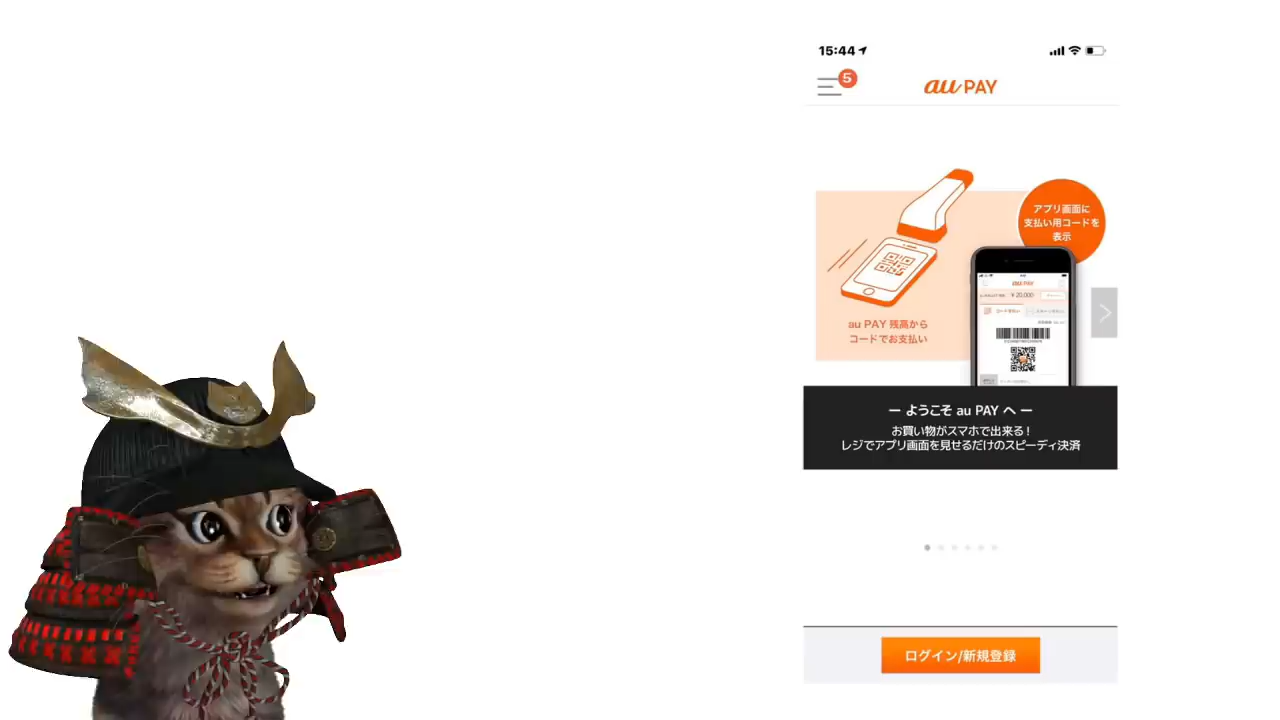 15:44
5
au PAY
アプリ画面に
支払い用コードを
表示
au PAY
¥ 20,000
au PAY 残高から
コードでお支払い
ー ようこそ au PAY へ ー
お買い物がスマホで出来る！
レジでアプリ画面を見せるだけのスピーディ決済
ログイン/新規登録